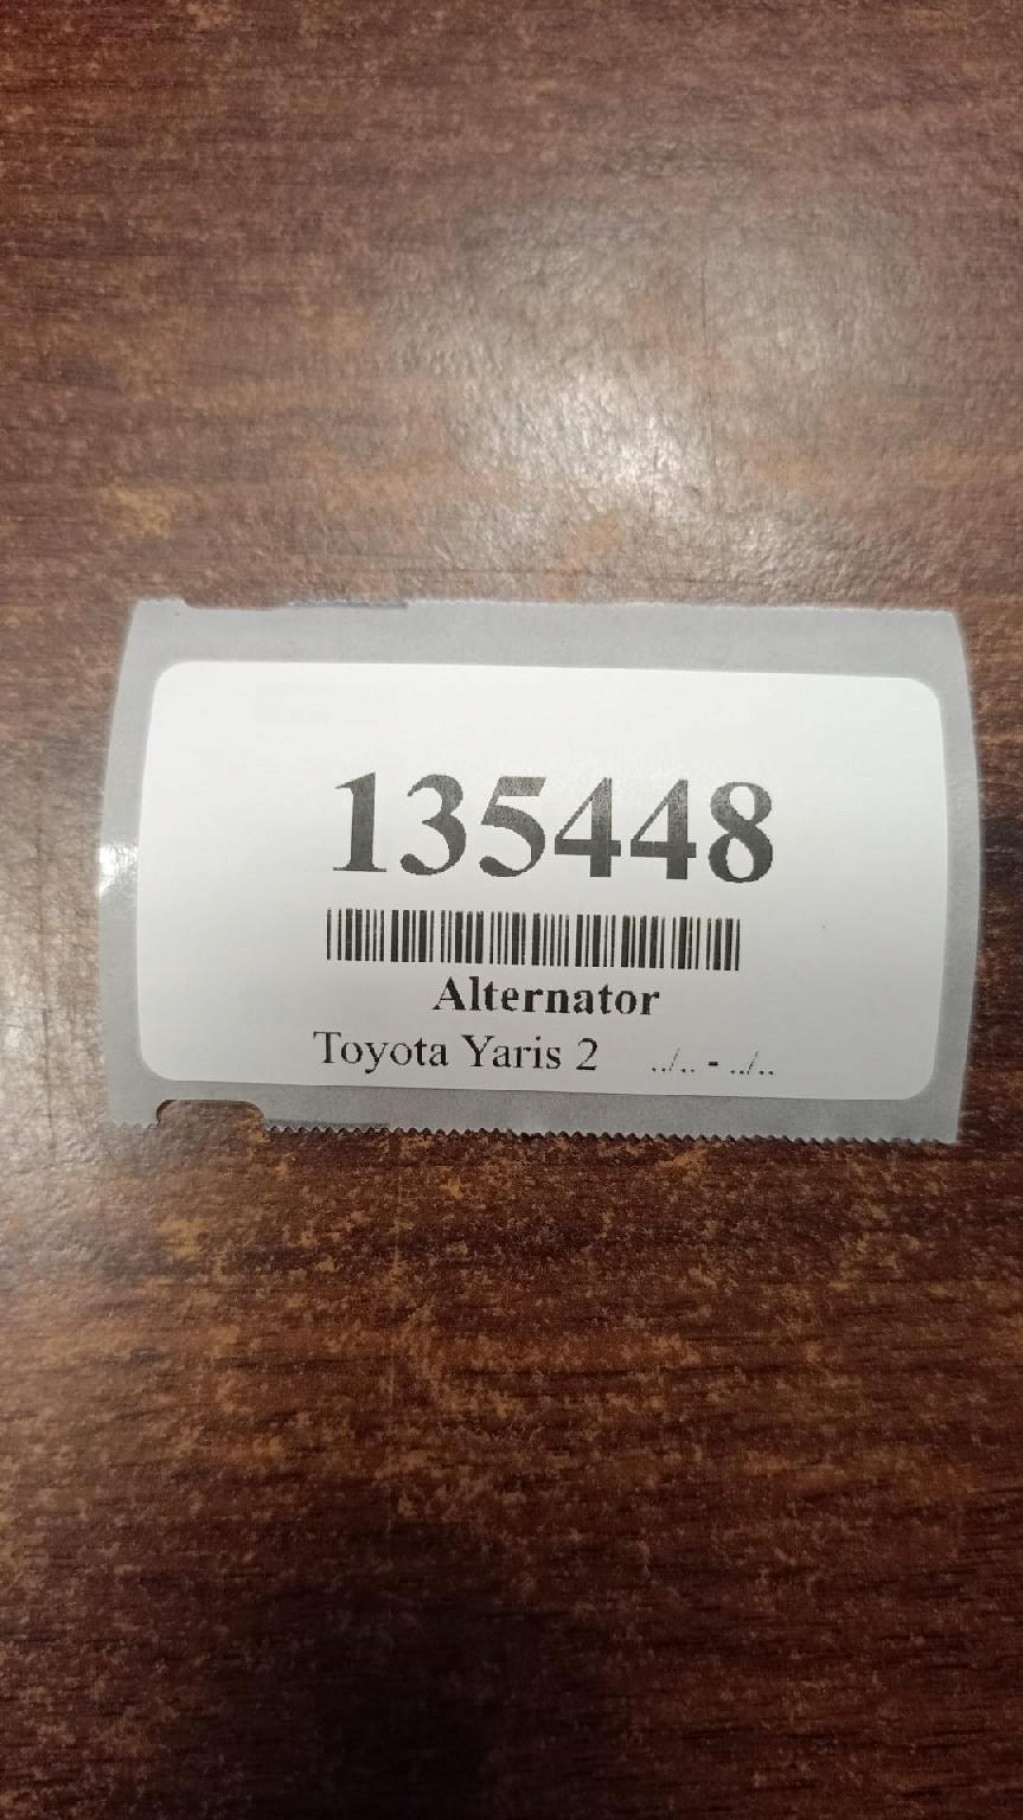 135448
Alternator
Toyota Yaris 2 ../.. - ../..